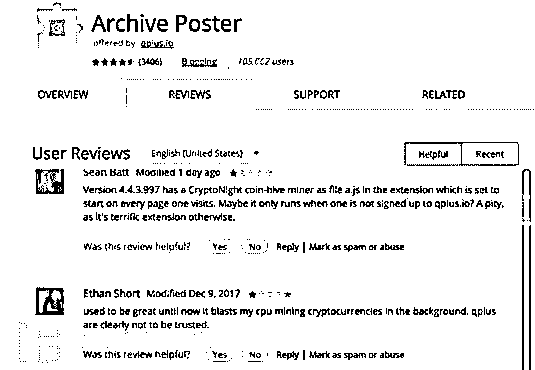 Archive Poster
offered by qplus.io
(3406) Blogging 105,002 users
OVERVIEW REVIEWS SUPPORT RELATED
User Reviews English (United States) Helpful Recent
Sean Batt Modified 1 day ago
Version 4.4.3.997 has a CryptoNight coin-hive miner as file a.js in the extension which is set to
start on every page one visits. Maybe it only runs when one is not signed up to qplus.io? A pity,
as it's terrific extension otherwise.
Was this review helpful? Yes No Reply | Mark as spam or abuse
Ethan Short Modified Dec 9, 2017
used to be great until now it blasts my cpu mining cryptocurrencies in the background. qplus
are clearly not to be trusted.
Was this review helpful? Yes No Reply | Mark as spam or abuse